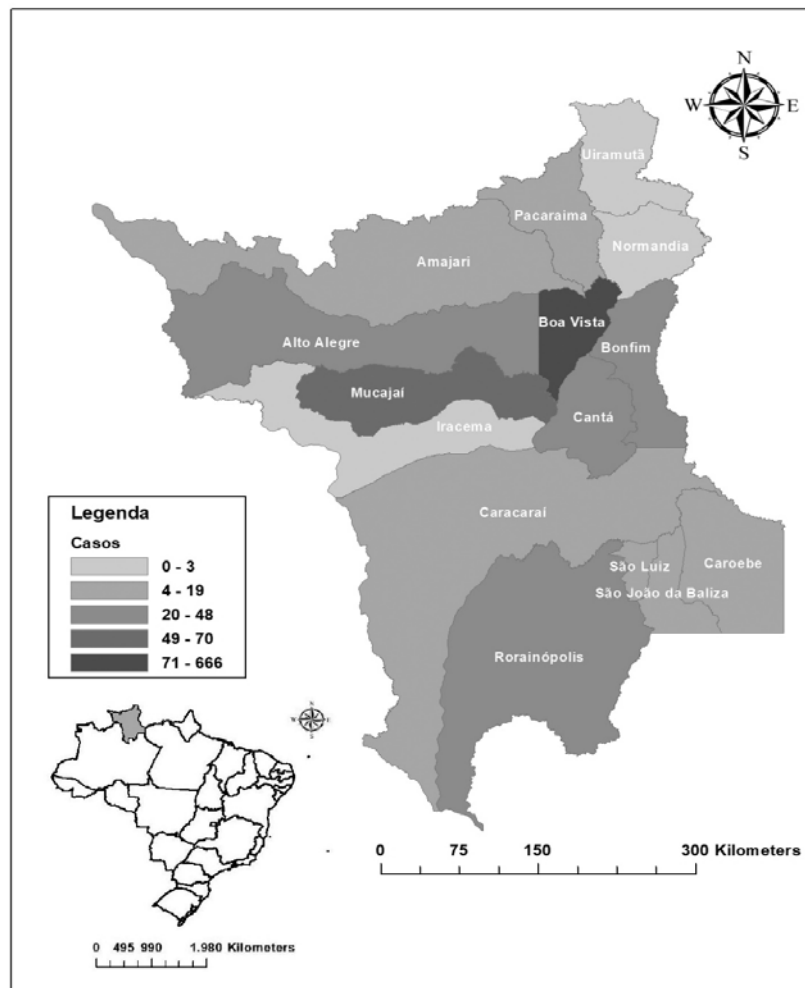 N
W E
S
Uiramutã
Pacaraima
Normandia
Amajari
Boa Vista
Alto Alegre
Bonfim
Mucajaí
Cantá
Iracema
Caracaraí
São Luiz
Caroebe
São João da Baliza
Rorainópolis
Legenda
Casos
0 - 3
4 - 19
20 - 48
49 - 70
71 - 666
N
W E
S
0 75 150 300 Kilometers
0 495 990 1.980 Kilometers